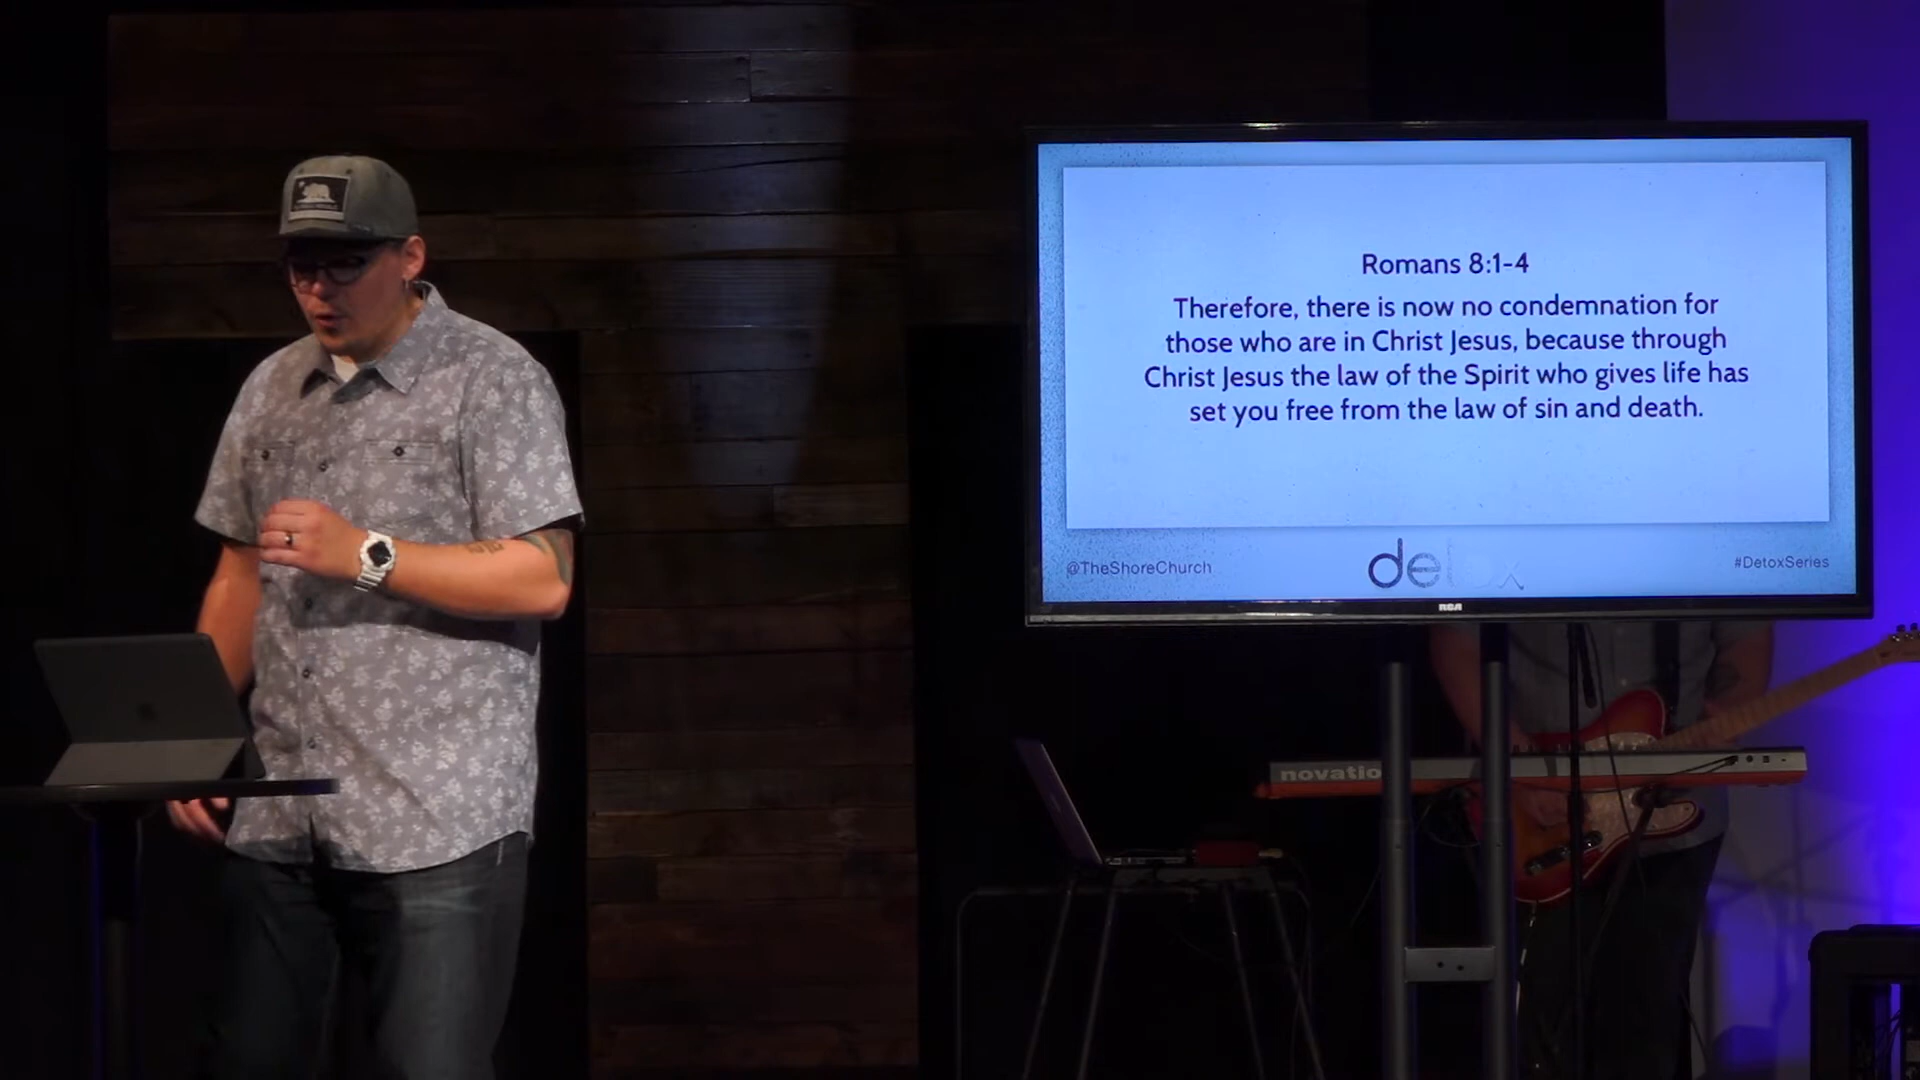 Romans 8:1-4
Therefore, there is now no condemnation for
those who are in Christ Jesus, because through
Christ Jesus the law of the Spirit who gives life has
set you free from the law of sin and death.
@TheShoreChurch
detox
#DetoxSeries
RCA
novatio